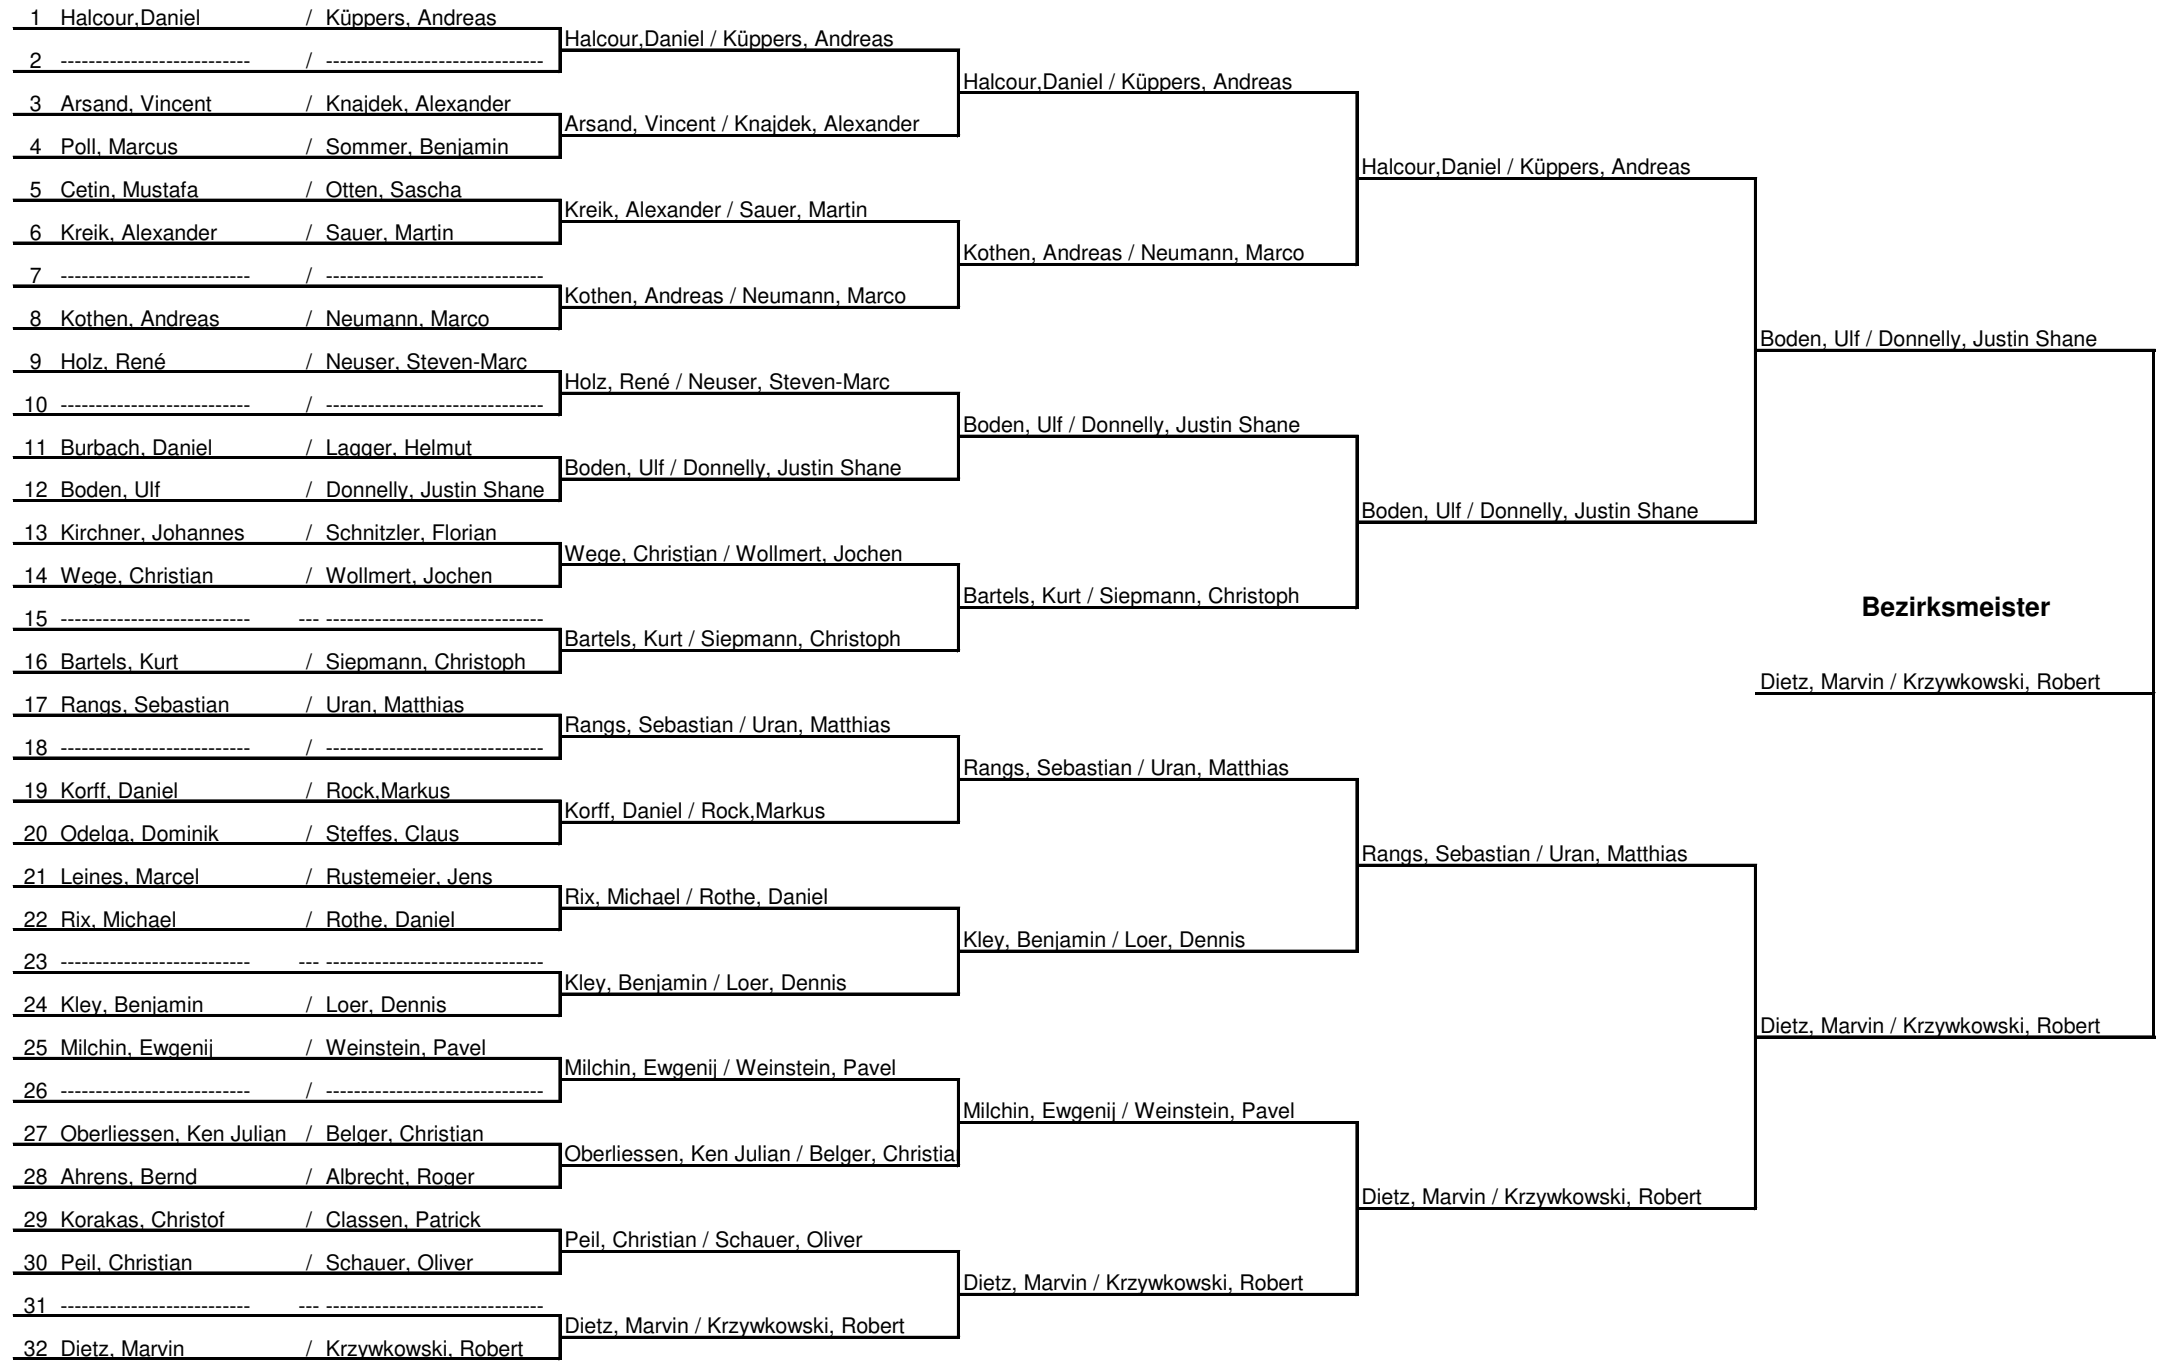 1 Halcour,Daniel / Küppers, Andreas
2 --------------------------- / -------------------------------
3 Arsand, Vincent / Knajdek, Alexander
4 Poll, Marcus / Sommer, Benjamin
5 Cetin, Mustafa / Otten, Sascha
6 Kreik, Alexander / Sauer, Martin
7 --------------------------- / -------------------------------
8 Kothen, Andreas / Neumann, Marco
9 Holz, René / Neuser, Steven-Marc
10 --------------------------- / -------------------------------
11 Burbach, Daniel / Lagger, Helmut
12 Boden, Ulf / Donnelly, Justin Shane
13 Kirchner, Johannes / Schnitzler, Florian
14 Wege, Christian / Wollmert, Jochen
15 --------------------------- --- -------------------------------
16 Bartels, Kurt / Siepmann, Christoph
17 Rangs, Sebastian / Uran, Matthias
18 --------------------------- / -------------------------------
19 Korff, Daniel / Rock,Markus
20 Odelga, Dominik / Steffes, Claus
21 Leines, Marcel / Rustemeier, Jens
22 Rix, Michael / Rothe, Daniel
23 --------------------------- --- -------------------------------
24 Kley, Benjamin / Loer, Dennis
25 Milchin, Ewgenij / Weinstein, Pavel
26 --------------------------- / -------------------------------
27 Oberliessen, Ken Julian / Belger, Christian
28 Ahrens, Bernd / Albrecht, Roger
29 Korakas, Christof / Classen, Patrick
30 Peil, Christian / Schauer, Oliver
31 --------------------------- --- -------------------------------
32 Dietz, Marvin / Krzywkowski, Robert
Halcour,Daniel / Küppers, Andreas
Arsand, Vincent / Knajdek, Alexander
Kreik, Alexander / Sauer, Martin
Kothen, Andreas / Neumann, Marco
Holz, René / Neuser, Steven-Marc
Boden, Ulf / Donnelly, Justin Shane
Wege, Christian / Wollmert, Jochen
Bartels, Kurt / Siepmann, Christoph
Rangs, Sebastian / Uran, Matthias
Korff, Daniel / Rock,Markus
Rix, Michael / Rothe, Daniel
Kley, Benjamin / Loer, Dennis
Milchin, Ewgenij / Weinstein, Pavel
Oberliessen, Ken Julian / Belger, Christia
Peil, Christian / Schauer, Oliver
Dietz, Marvin / Krzywkowski, Robert
Halcour,Daniel / Küppers, Andreas
Kothen, Andreas / Neumann, Marco
Boden, Ulf / Donnelly, Justin Shane
Bartels, Kurt / Siepmann, Christoph
Rangs, Sebastian / Uran, Matthias
Kley, Benjamin / Loer, Dennis
Milchin, Ewgenij / Weinstein, Pavel
Dietz, Marvin / Krzywkowski, Robert
Halcour,Daniel / Küppers, Andreas
Boden, Ulf / Donnelly, Justin Shane
Rangs, Sebastian / Uran, Matthias
Dietz, Marvin / Krzywkowski, Robert
Boden, Ulf / Donnelly, Justin Shane
Bezirksmeister
Dietz, Marvin / Krzywkowski, Robert
Dietz, Marvin / Krzywkowski, Robert